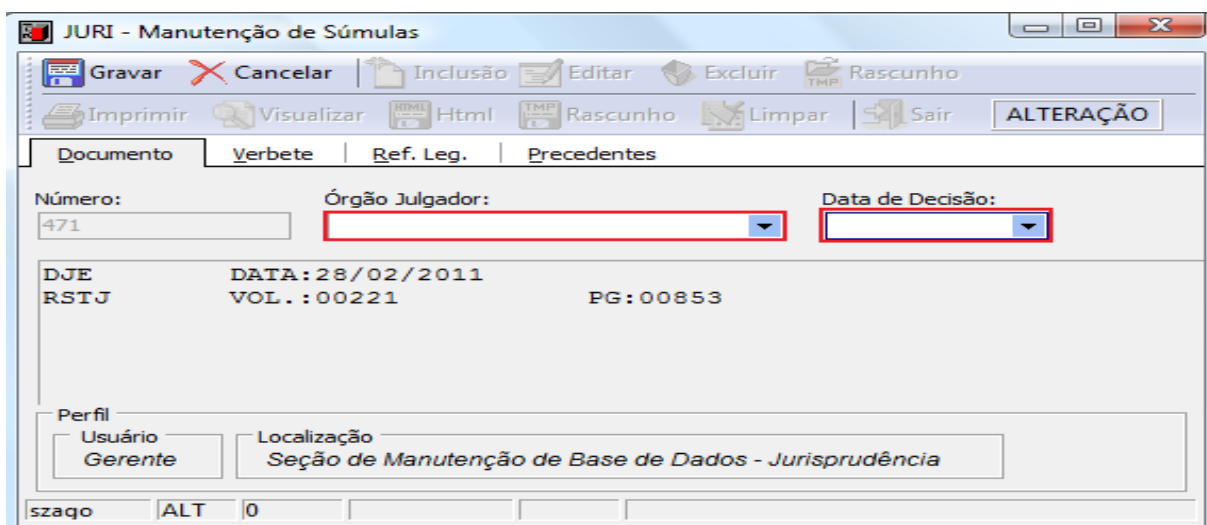 JURI - Manutenção de Súmulas
Gravar Cancelar Inclusão Editar Excluir Rascunho
Imprimir Visualizar Html Rascunho Limpar Sair ALTERAÇÃO
Documento Verbete Ref. Leg. Precedentes
Número: Órgão Julgador: Data de Decisão:
471
DJE DATA:28/02/2011
RSTJ VOL.:00221 PG:00853
Perfil
Usuário Localização
Gerente Seção de Manutenção de Base de Dados - Jurisprudência
szago ALT 0